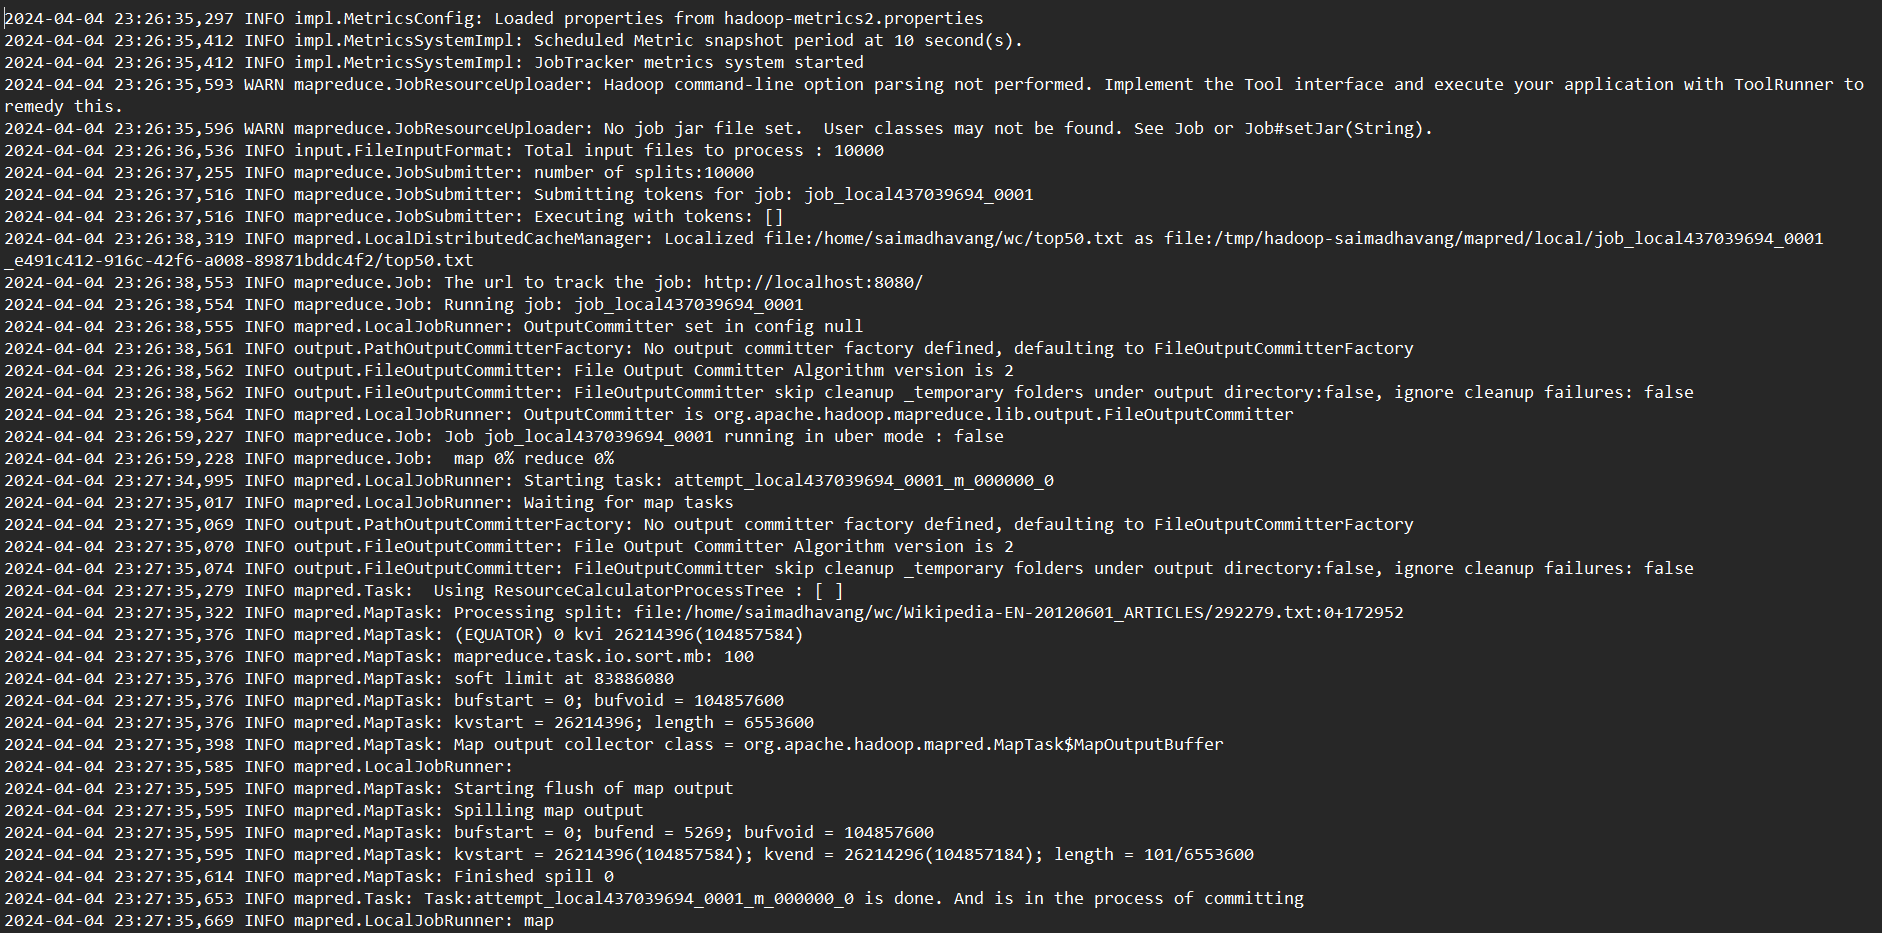 2024-04-04 23:26:35,297 INFO impl.MetricsConfig: Loaded properties from hadoop-metrics2.properties
2024-04-04 23:26:35,412 INFO impl.MetricsSystemImpl: Scheduled Metric snapshot period at 10 second(s).
2024-04-04 23:26:35,412 INFO impl.MetricsSystemImpl: JobTracker metrics system started
2024-04-04 23:26:35,593 WARN mapreduce.JobResourceUploader: Hadoop command-line option parsing not performed. Implement the Tool interface and execute your application with ToolRunner to
remedy this.
2024-04-04 23:26:35,596 WARN mapreduce.JobResourceUploader: No job jar file set.  User classes may not be found. See Job or Job#setJar(String).
2024-04-04 23:26:36,536 INFO input.FileInputFormat: Total input files to process : 10000
2024-04-04 23:26:37,255 INFO mapreduce.JobSubmitter: number of splits:10000
2024-04-04 23:26:37,516 INFO mapreduce.JobSubmitter: Submitting tokens for job: job_local437039694_0001
2024-04-04 23:26:37,516 INFO mapreduce.JobSubmitter: Executing with tokens: []
2024-04-04 23:26:38,319 INFO mapred.LocalDistributedCacheManager: Localized file:/home/saimadhavang/wc/top50.txt as file:/tmp/hadoop-saimadhavang/mapred/local/job_local437039694_0001
_e491c412-916c-42f6-a008-89871bddc4f2/top50.txt
2024-04-04 23:26:38,553 INFO mapreduce.Job: The url to track the job: http://localhost:8080/
2024-04-04 23:26:38,554 INFO mapreduce.Job: Running job: job_local437039694_0001
2024-04-04 23:26:38,555 INFO mapred.LocalJobRunner: OutputCommitter set in config null
2024-04-04 23:26:38,561 INFO output.PathOutputCommitterFactory: No output committer factory defined, defaulting to FileOutputCommitterFactory
2024-04-04 23:26:38,562 INFO output.FileOutputCommitter: File Output Committer Algorithm version is 2
2024-04-04 23:26:38,562 INFO output.FileOutputCommitter: FileOutputCommitter skip cleanup _temporary folders under output directory:false, ignore cleanup failures: false
2024-04-04 23:26:38,564 INFO mapred.LocalJobRunner: OutputCommitter is org.apache.hadoop.mapreduce.lib.output.FileOutputCommitter
2024-04-04 23:26:59,227 INFO mapreduce.Job: Job job_local437039694_0001 running in uber mode : false
2024-04-04 23:26:59,228 INFO mapreduce.Job:  map 0% reduce 0%
2024-04-04 23:27:34,995 INFO mapred.LocalJobRunner: Starting task: attempt_local437039694_0001_m_000000_0
2024-04-04 23:27:35,017 INFO mapred.LocalJobRunner: Waiting for map tasks
2024-04-04 23:27:35,069 INFO output.PathOutputCommitterFactory: No output committer factory defined, defaulting to FileOutputCommitterFactory
2024-04-04 23:27:35,070 INFO output.FileOutputCommitter: File Output Committer Algorithm version is 2
2024-04-04 23:27:35,074 INFO output.FileOutputCommitter: FileOutputCommitter skip cleanup _temporary folders under output directory:false, ignore cleanup failures: false
2024-04-04 23:27:35,279 INFO mapred.Task:  Using ResourceCalculatorProcessTree : [ ]
2024-04-04 23:27:35,322 INFO mapred.MapTask: Processing split: file:/home/saimadhavang/wc/Wikipedia-EN-20120601_ARTICLES/292279.txt:0+172952
2024-04-04 23:27:35,376 INFO mapred.MapTask: (EQUATOR) 0 kvi 26214396(104857584)
2024-04-04 23:27:35,376 INFO mapred.MapTask: mapreduce.task.io.sort.mb: 100
2024-04-04 23:27:35,376 INFO mapred.MapTask: soft limit at 83886080
2024-04-04 23:27:35,376 INFO mapred.MapTask: bufstart = 0; bufvoid = 104857600
2024-04-04 23:27:35,376 INFO mapred.MapTask: kvstart = 26214396; length = 6553600
2024-04-04 23:27:35,398 INFO mapred.MapTask: Map output collector class = org.apache.hadoop.mapred.MapTask$MapOutputBuffer
2024-04-04 23:27:35,585 INFO mapred.LocalJobRunner:
2024-04-04 23:27:35,595 INFO mapred.MapTask: Starting flush of map output
2024-04-04 23:27:35,595 INFO mapred.MapTask: Spilling map output
2024-04-04 23:27:35,595 INFO mapred.MapTask: bufstart = 0; bufend = 5269; bufvoid = 104857600
2024-04-04 23:27:35,595 INFO mapred.MapTask: kvstart = 26214396(104857584); kvend = 26214296(104857184); length = 101/6553600
2024-04-04 23:27:35,614 INFO mapred.MapTask: Finished spill 0
2024-04-04 23:27:35,653 INFO mapred.Task: Task:attempt_local437039694_0001_m_000000_0 is done. And is in the process of committing
2024-04-04 23:27:35,669 INFO mapred.LocalJobRunner: map